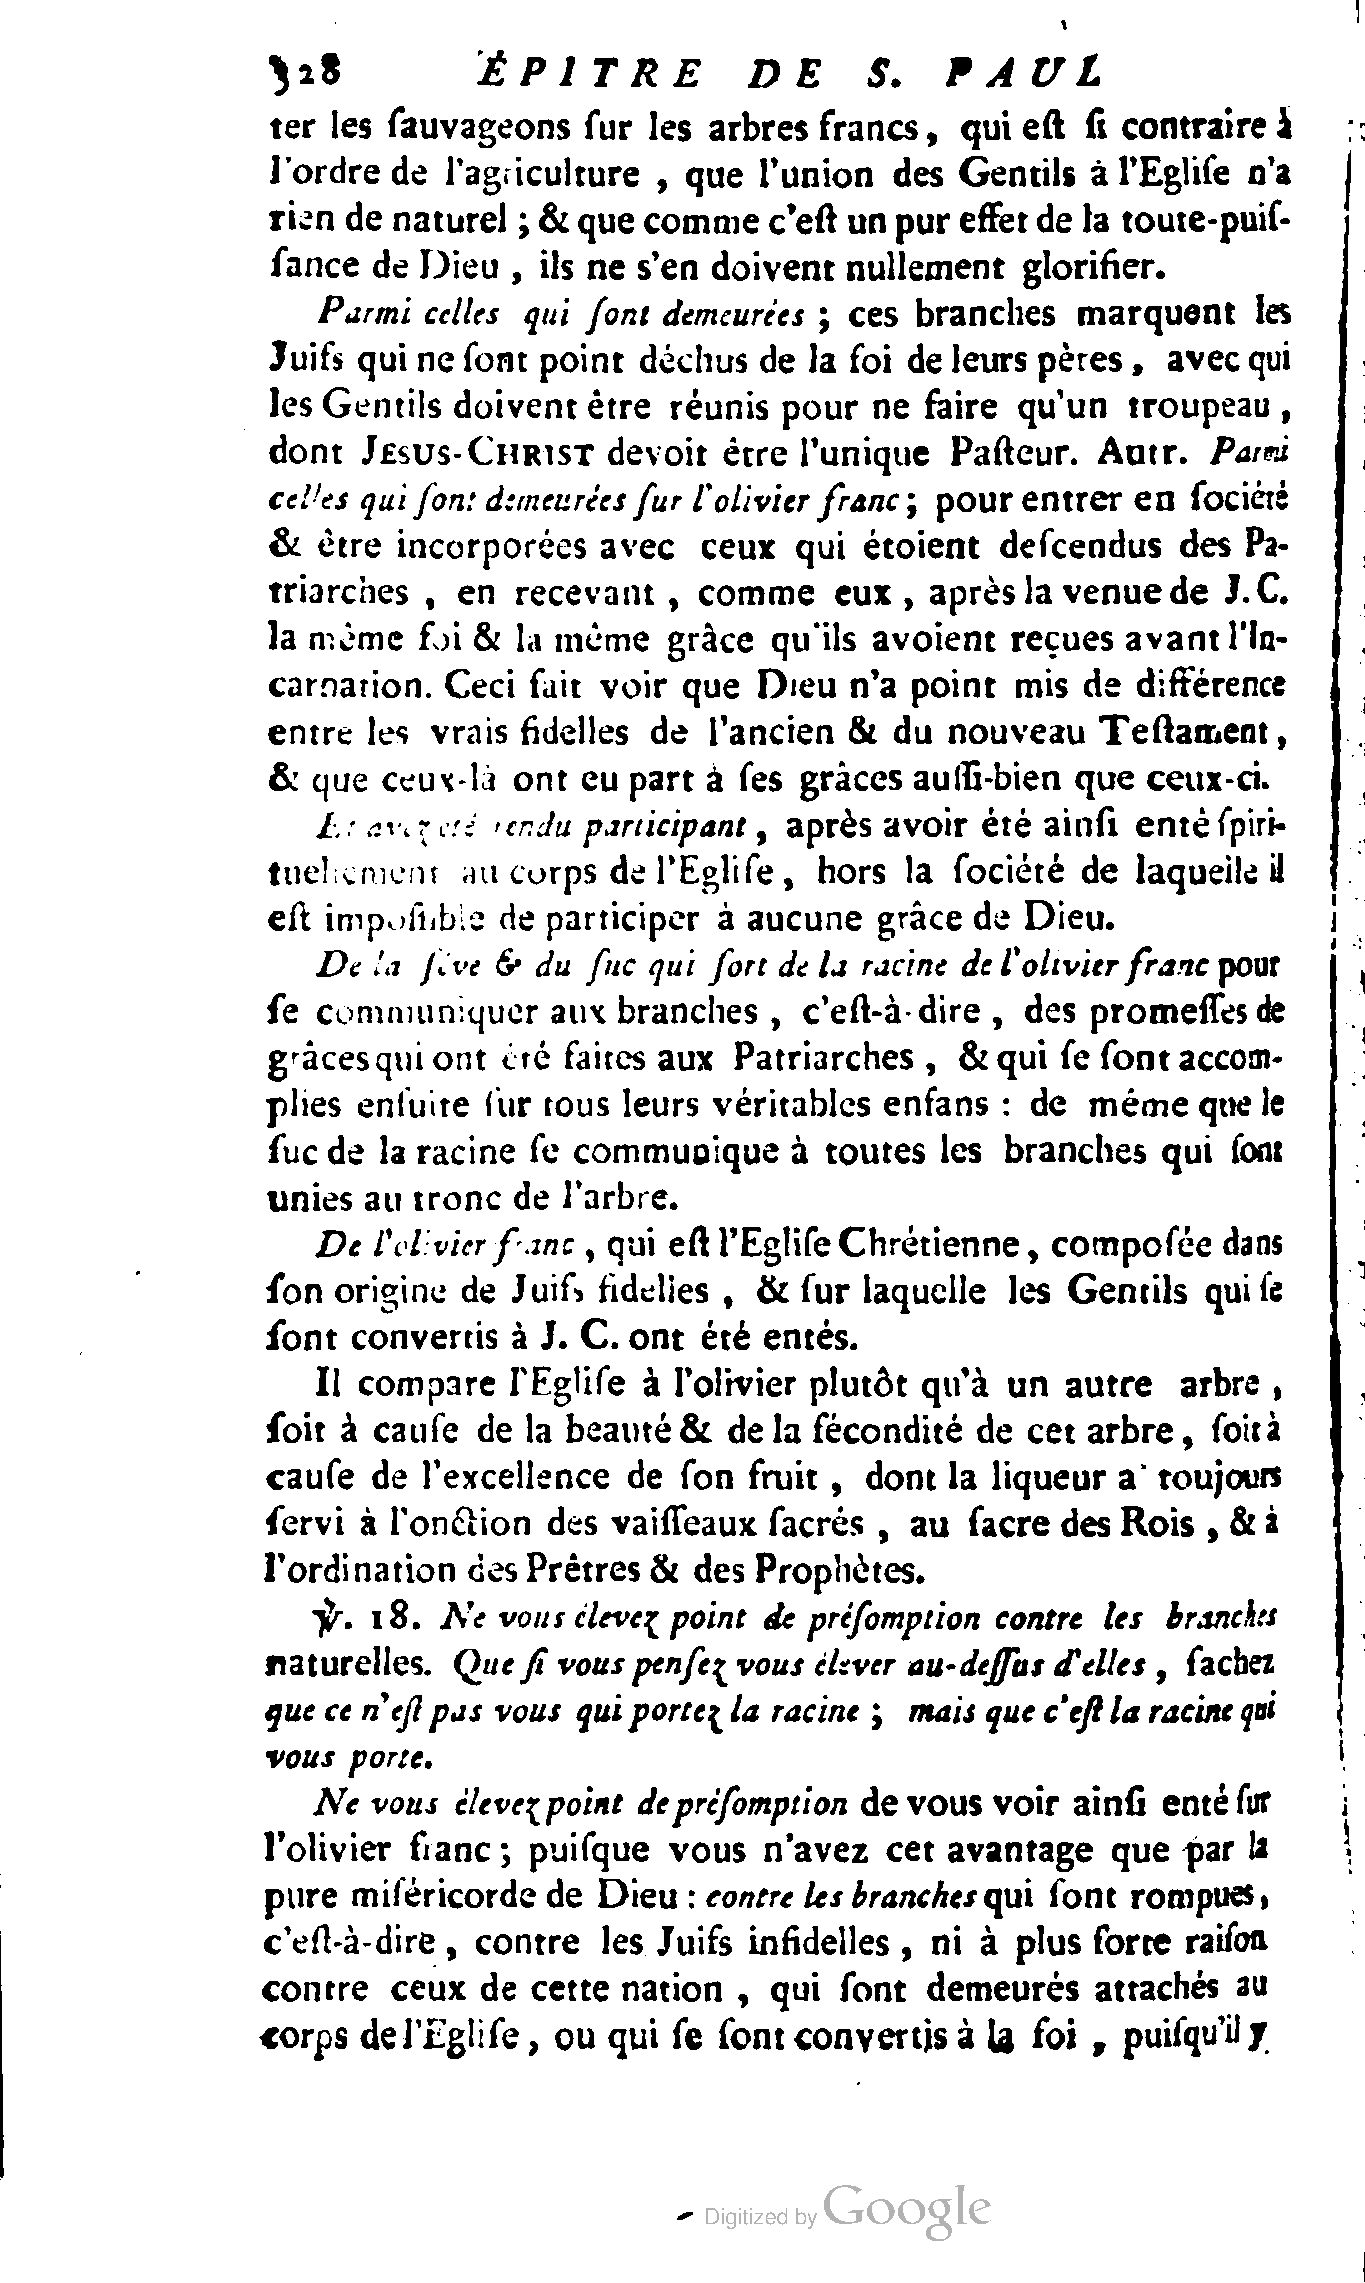 328 ÉPITRE DE S. PAUL
ter les ſauvageons ſur les arbres francs, qui eſt ſi contraire à
l'ordre de l'agriculture , que l'union des Gentils à l'Egliſe n'a
rien de naturel ; & que comme c'eſt un pur effet de la toute-puiſ-
ſance de Dieu , ils ne s'en doivent nullement glorifier.
Parmi celles qui ſont demeurées ; ces branches marquent les
Juifs qui ne ſont point déchus de la foi de leurs pères , avec qui
les Gentils doivent être réunis pour ne faire qu'un troupeau ,
dont JESUS-CHRIST devoit être l'unique Paſteur. Autr. Parmi
celles qui ſont demeurées ſur l'olivier franc ; pour entrer en ſociété
& être incorporées avec ceux qui étoient deſcendus des Pa-
triarches , en recevant , comme eux , après la venue de J. C.
la même foi & la même grâce qu'ils avoient reçues avant l'In-
carnation. Ceci fait voir que Dieu n'a point mis de différence
entre les vrais fidelles de l'ancien & du nouveau Teſtament ,
& que ceux-là ont eu part à ſes grâces auſſi-bien que ceux-ci.
Et avez été rendu participant , après avoir été ainſi enté ſpiri-
tuellement au corps de l'Egliſe , hors la ſociété de laquelle il
eſt impoſſible de participer à aucune grâce de Dieu.
De la ſève & du ſuc qui ſort de la racine de l'olivier franc pour
ſe communiquer aux branches , c'eſt-à-dire , des promeſſes de
grâces qui ont été faites aux Patriarches , & qui ſe ſont accom-
plies enſuite ſur tous leurs véritables enfans : de même que le
ſuc de la racine ſe communique à toutes les branches qui ſont
unies au tronc de l'arbre.
De l'olivier franc , qui eſt l'Egliſe Chrétienne , compoſée dans
ſon origine de Juifs fidelles , & ſur laquelle les Gentils qui ſe
ſont convertis à J. C. ont été entés.
Il compare l'Egliſe à l'olivier plutôt qu'à un autre arbre ,
ſoit à cauſe de la beauté & de la fécondité de cet arbre , ſoit à
cauſe de l'excellence de ſon fruit , dont la liqueur a toujours
ſervi à l'onction des vaiſſeaux ſacrés , au ſacre des Rois , & à
l'ordination des Prêtres & des Prophètes.
℣. 18. Ne vous élevez point de préſomption contre les branches
naturelles. Que ſi vous penſez vous élever au-deſſus d'elles , ſachez
que ce n'eſt pas vous qui portez la racine ; mais que c'eſt la racine qui
vous porte.
Ne vous élevez point de préſomption de vous voir ainſi enté ſur
l'olivier franc ; puiſque vous n'avez cet avantage que par la
pure miſéricorde de Dieu : contre les branches qui ſont rompues,
c'eſt-à-dire , contre les Juifs infidelles , ni à plus forte raiſon
contre ceux de cette nation , qui ſont demeurés attachés au
corps de l'Egliſe , ou qui ſe ſont convertis à la foi , puiſqu'il y
Digitized by Google